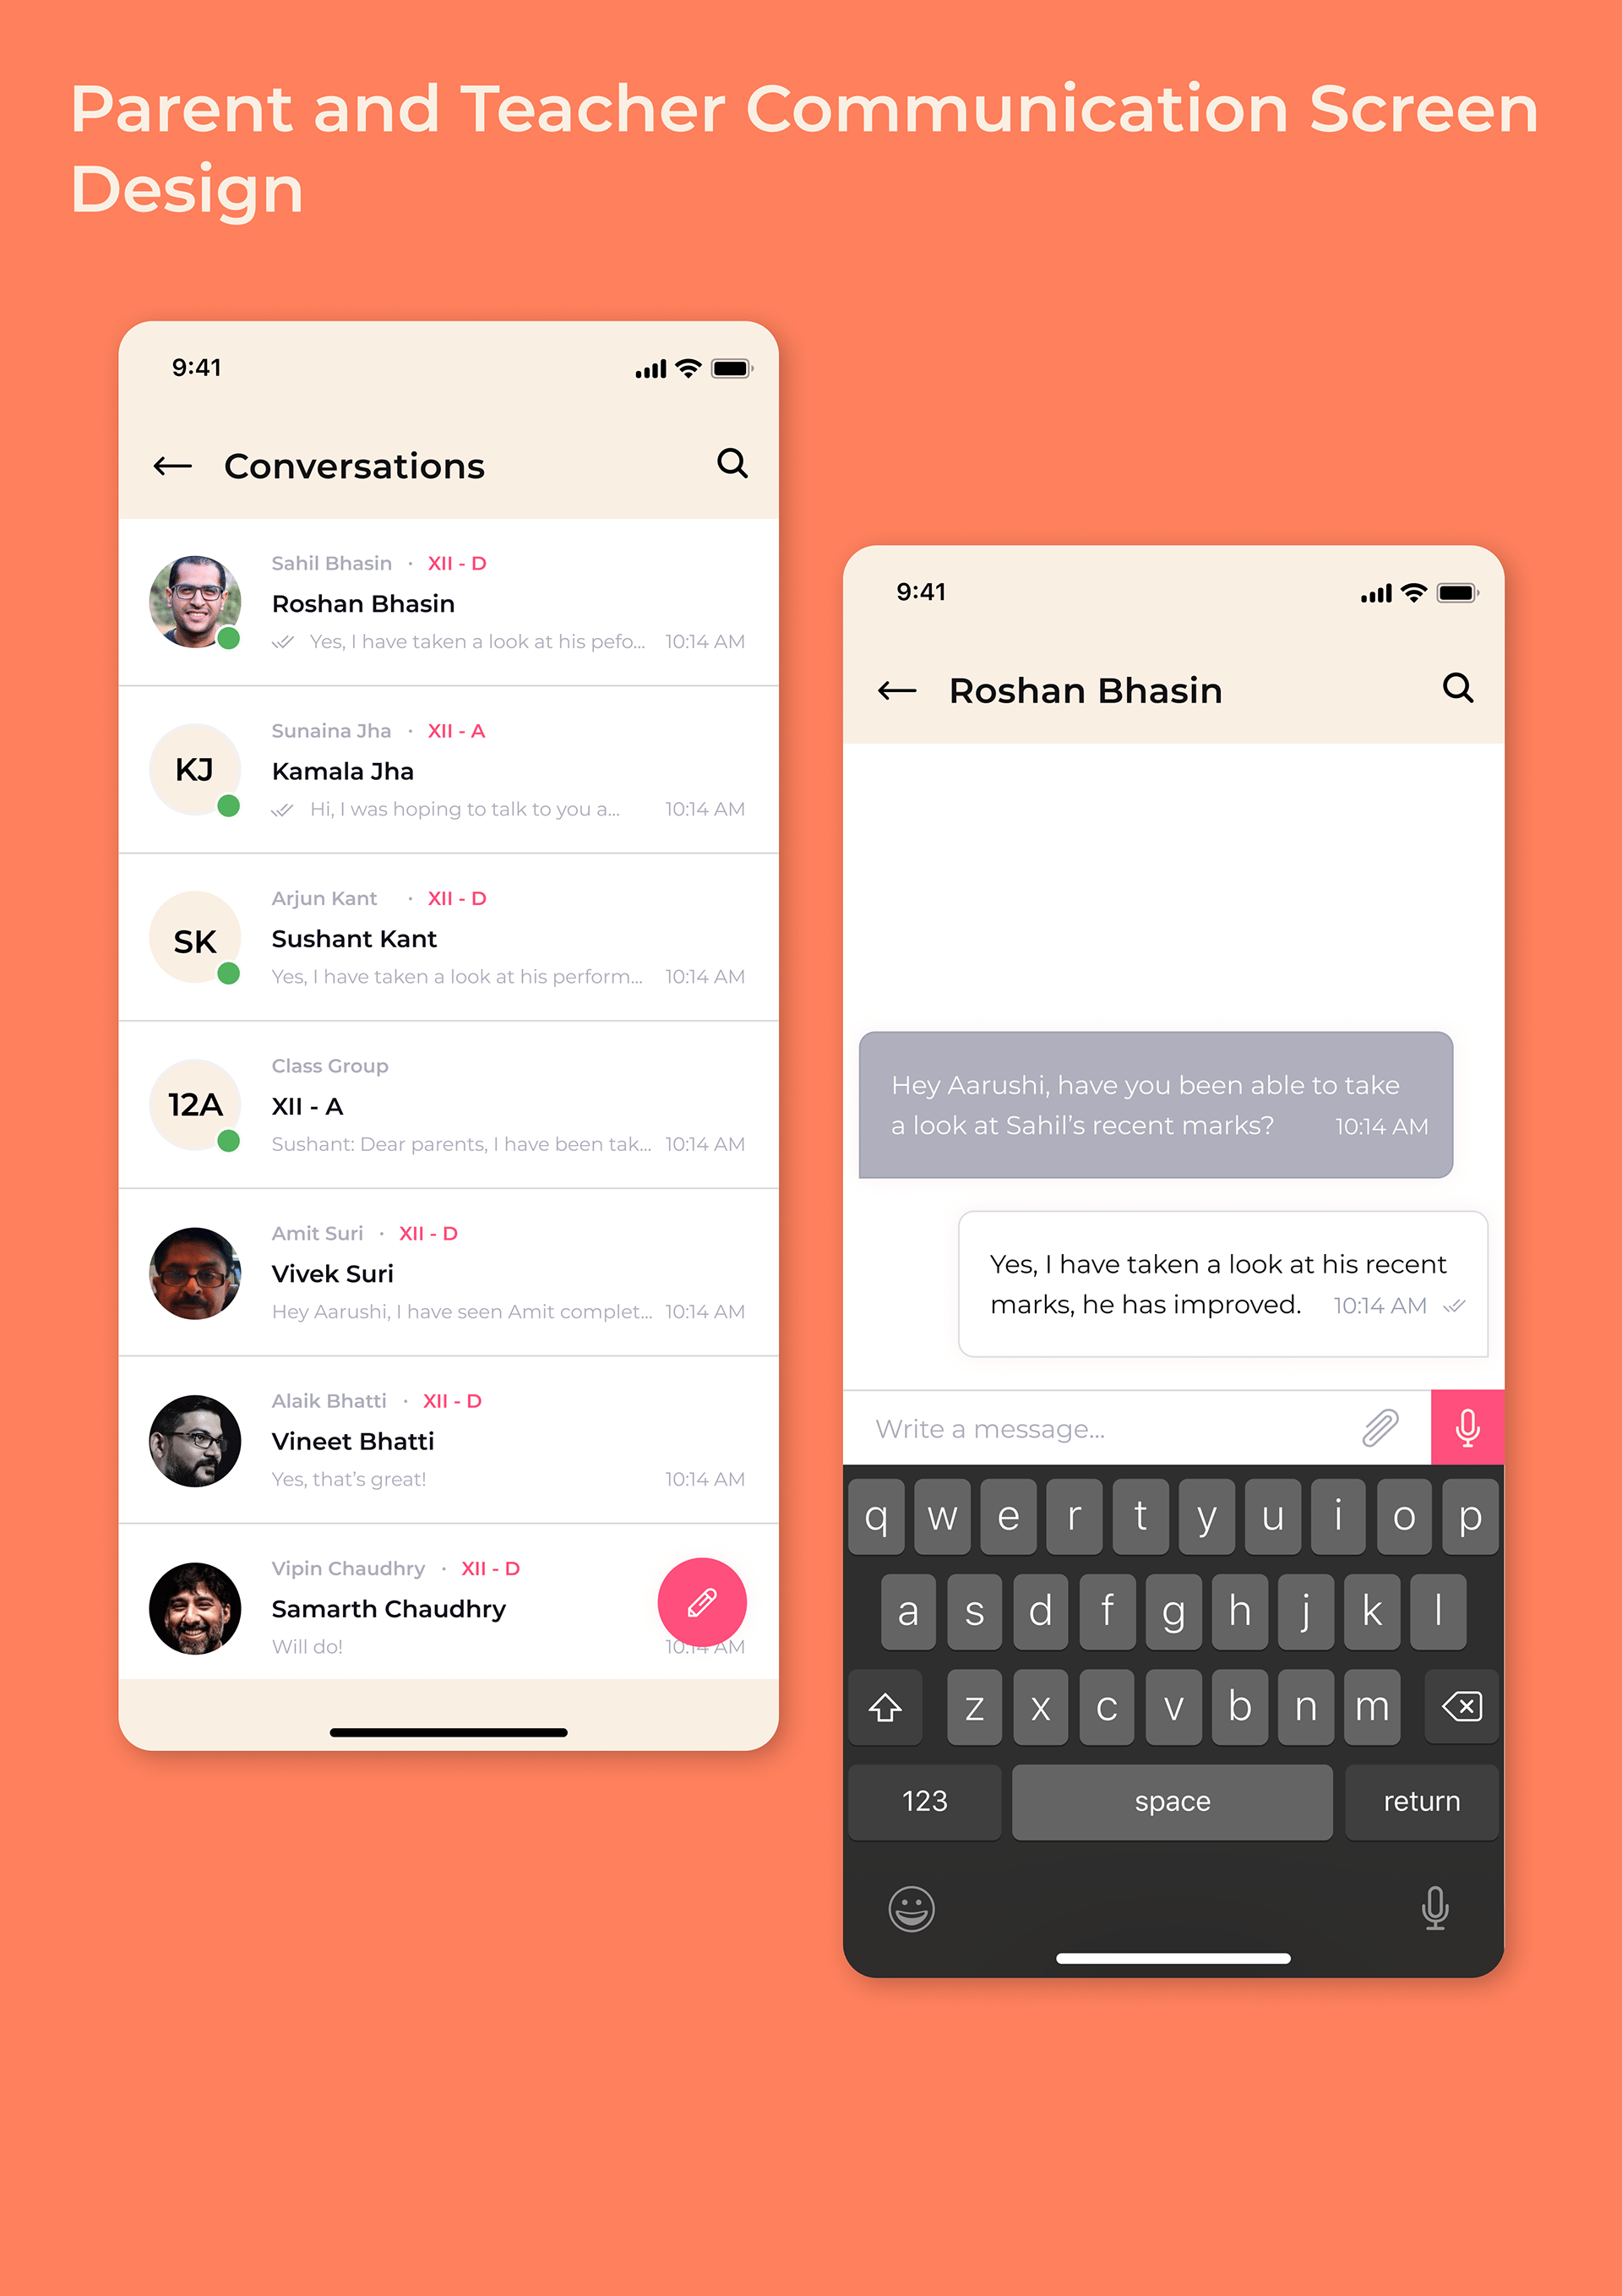 Parent and Teacher Communication Screen
Design
9:41
Conversations
Sahil Bhasin · XII - D
Roshan Bhasin
Yes, I have taken a look at his pefo... 10:14 AM
KJ
Sunaina Jha · XII - A
Kamala Jha
Hi, I was hoping to talk to you a... 10:14 AM
SK
Arjun Kant · XII - D
Sushant Kant
Yes, I have taken a look at his perform... 10:14 AM
12A
Class Group
XII - A
Sushant: Dear parents, I have been tak... 10:14 AM
Amit Suri · XII - D
Vivek Suri
Hey Aarushi, I have seen Amit complet... 10:14 AM
Alaik Bhatti · XII - D
Vineet Bhatti
Yes, that's great! 10:14 AM
Vipin Chaudhry · XII - D
Samarth Chaudhry
Will do! 10:14 AM
9:41
Roshan Bhasin
Hey Aarushi, have you been able to take
a look at Sahil’s recent marks? 10:14 AM
Yes, I have taken a look at his recent
marks, he has improved. 10:14 AM
Write a message...
q w e r t y u i o p
a s d f g h j k l
z x c v b n m
123 space return